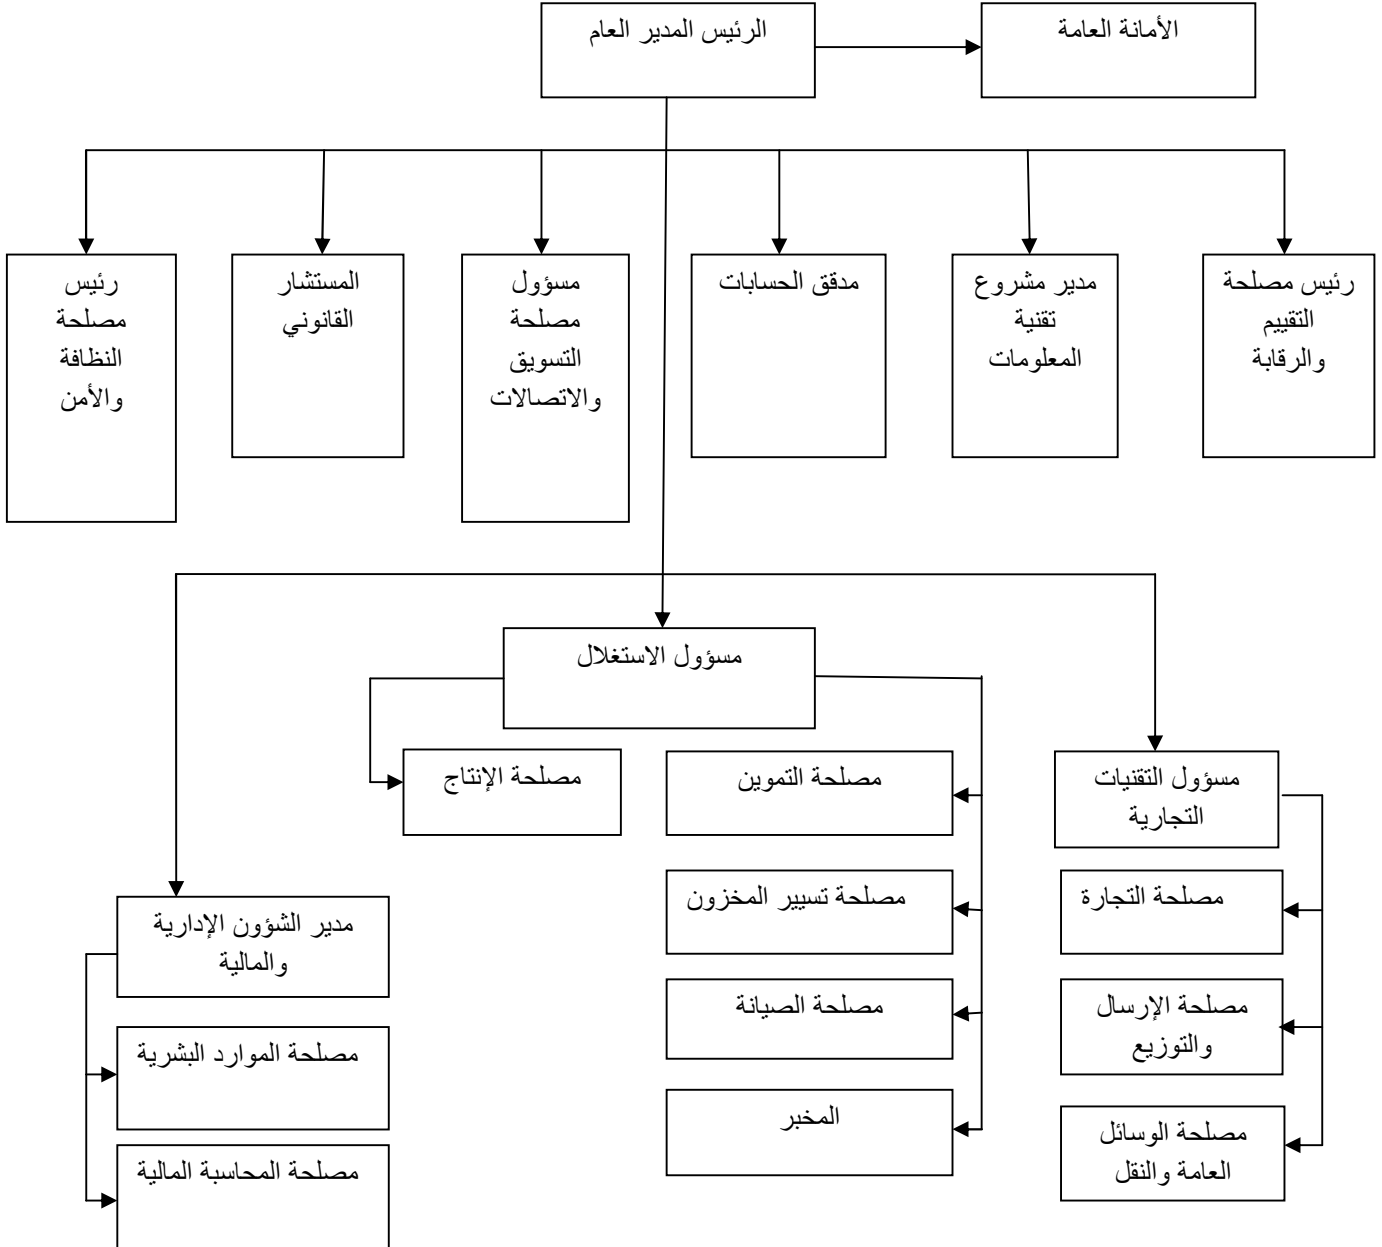 الرئيس المدير العام
الأمانة العامة
رئيس مصلحة
التقييم
والرقابة
مدير مشروع
تقنية
المعلومات
مدقق الحسابات
مسؤول
مصلحة
التسويق
والاتصالات
المستشار
القانوني
رئيس
مصلحة
النظافة
والأمن
مسؤول الاستغلال
مسؤول التقنيات
التجارية
مصلحة التجارة
مصلحة الإرسال
والتوزيع
مصلحة الوسائل
العامة والنقل
مصلحة التموين
مصلحة تسيير المخزون
مصلحة الصيانة
المخبر
مصلحة الإنتاج
مدير الشؤون الإدارية
والمالية
مصلحة الموارد البشرية
مصلحة المحاسبة المالية